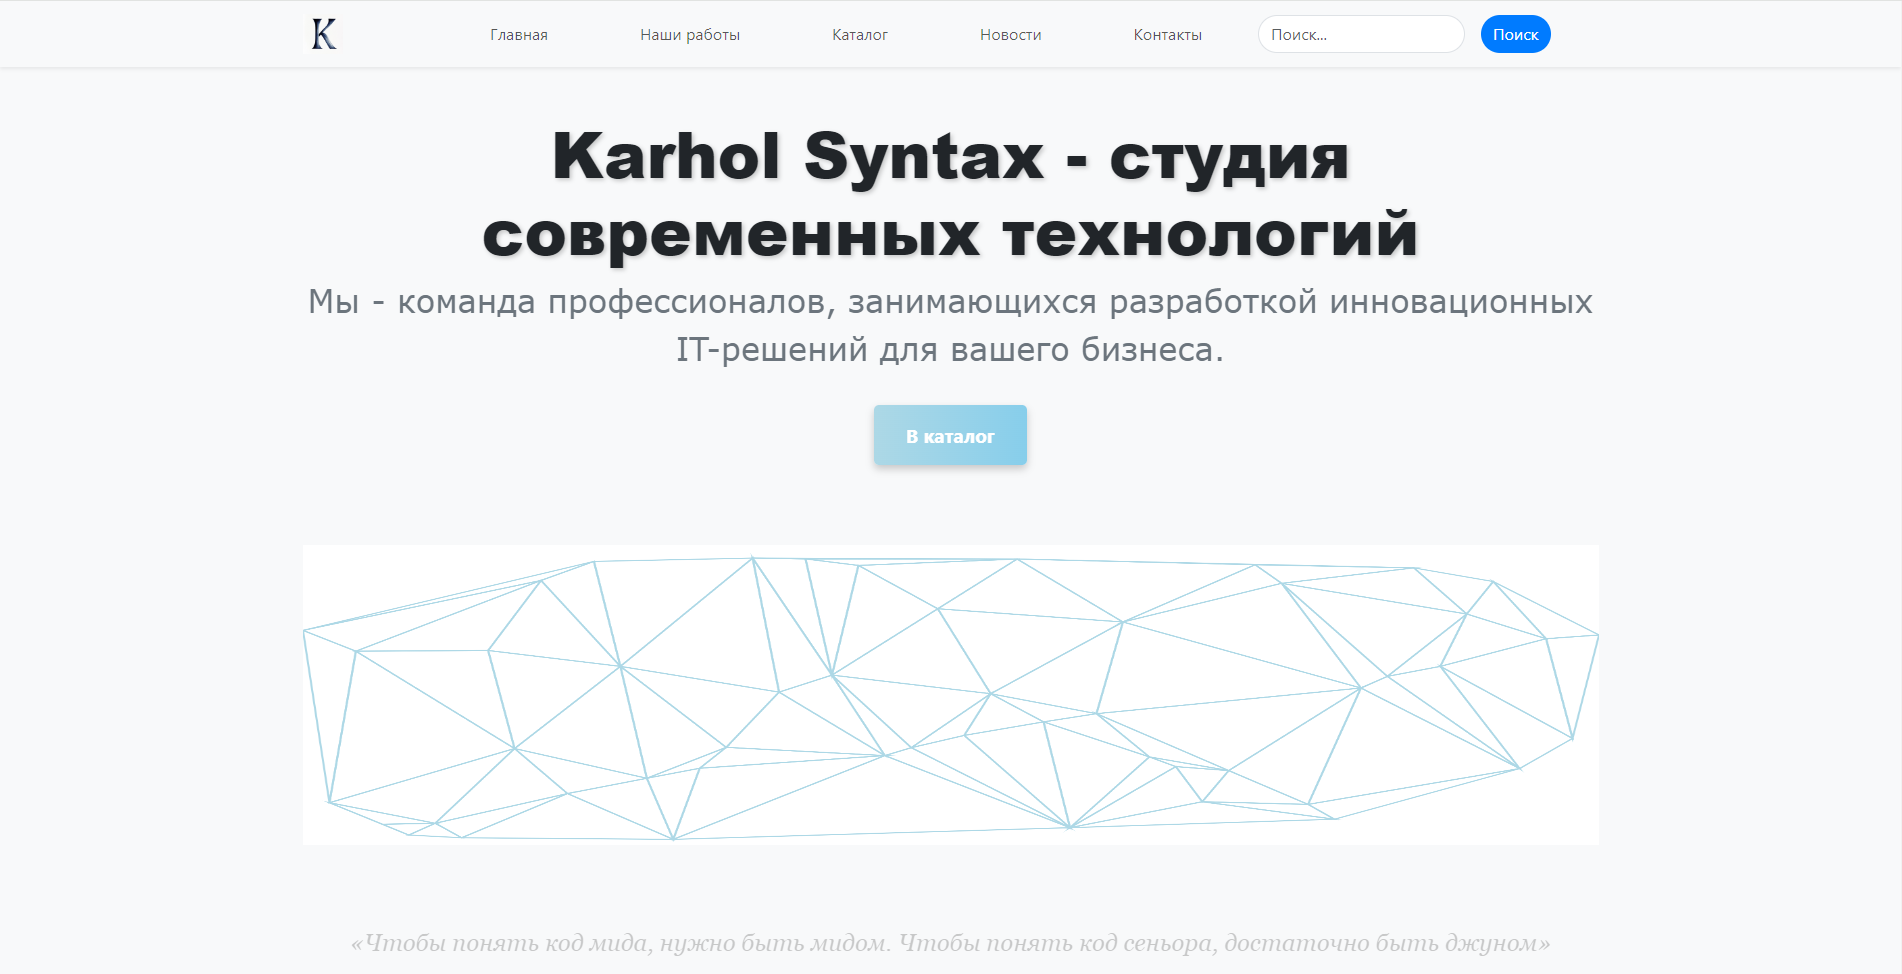 K
Главная
Наши работы
Каталог
Новости
Контакты
Поиск...
Поиск
Karhol Syntax - студия
современных технологий
Мы - команда профессионалов, занимающихся разработкой инновационных
IT-решений для вашего бизнеса.
В каталог
«Чтобы понять код мида, нужно быть мидом. Чтобы понять код сеньора, достаточно быть джуном»